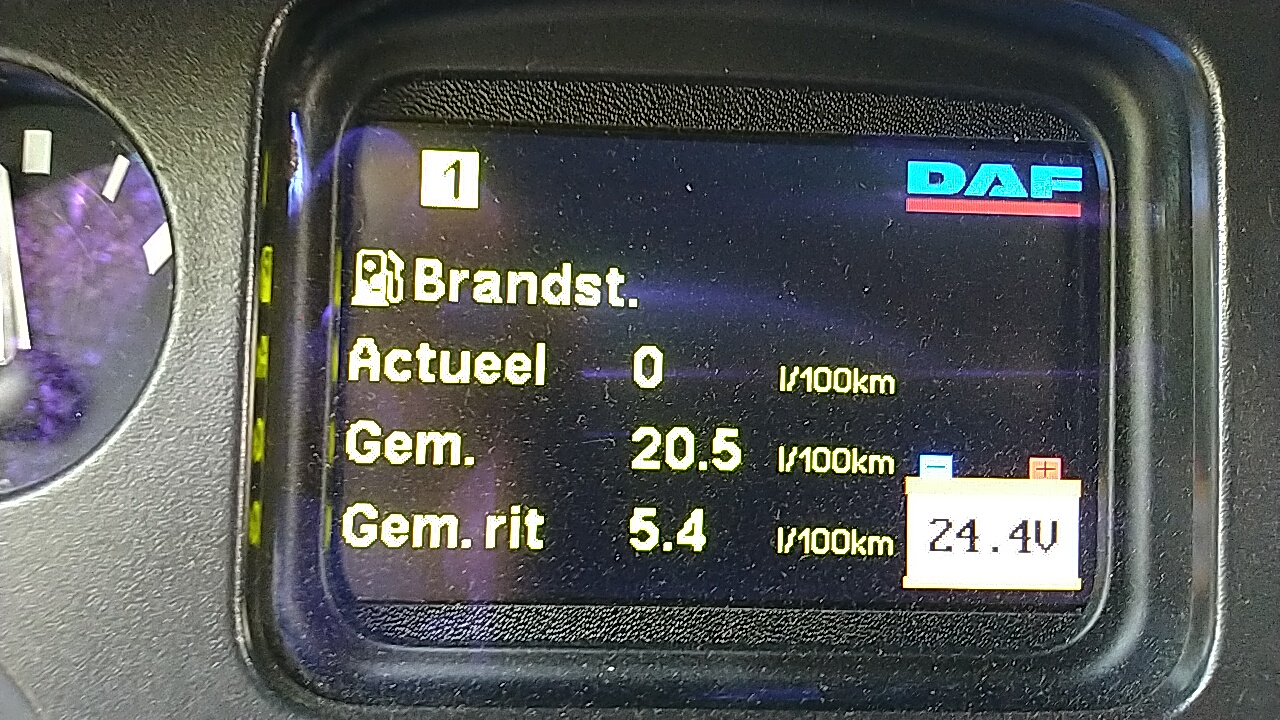 1
DAF
Brandst.
Actueel 0 l/100km
Gem. 20.5 l/100km
Gem. rit 5.4 l/100km
- +
24.4V